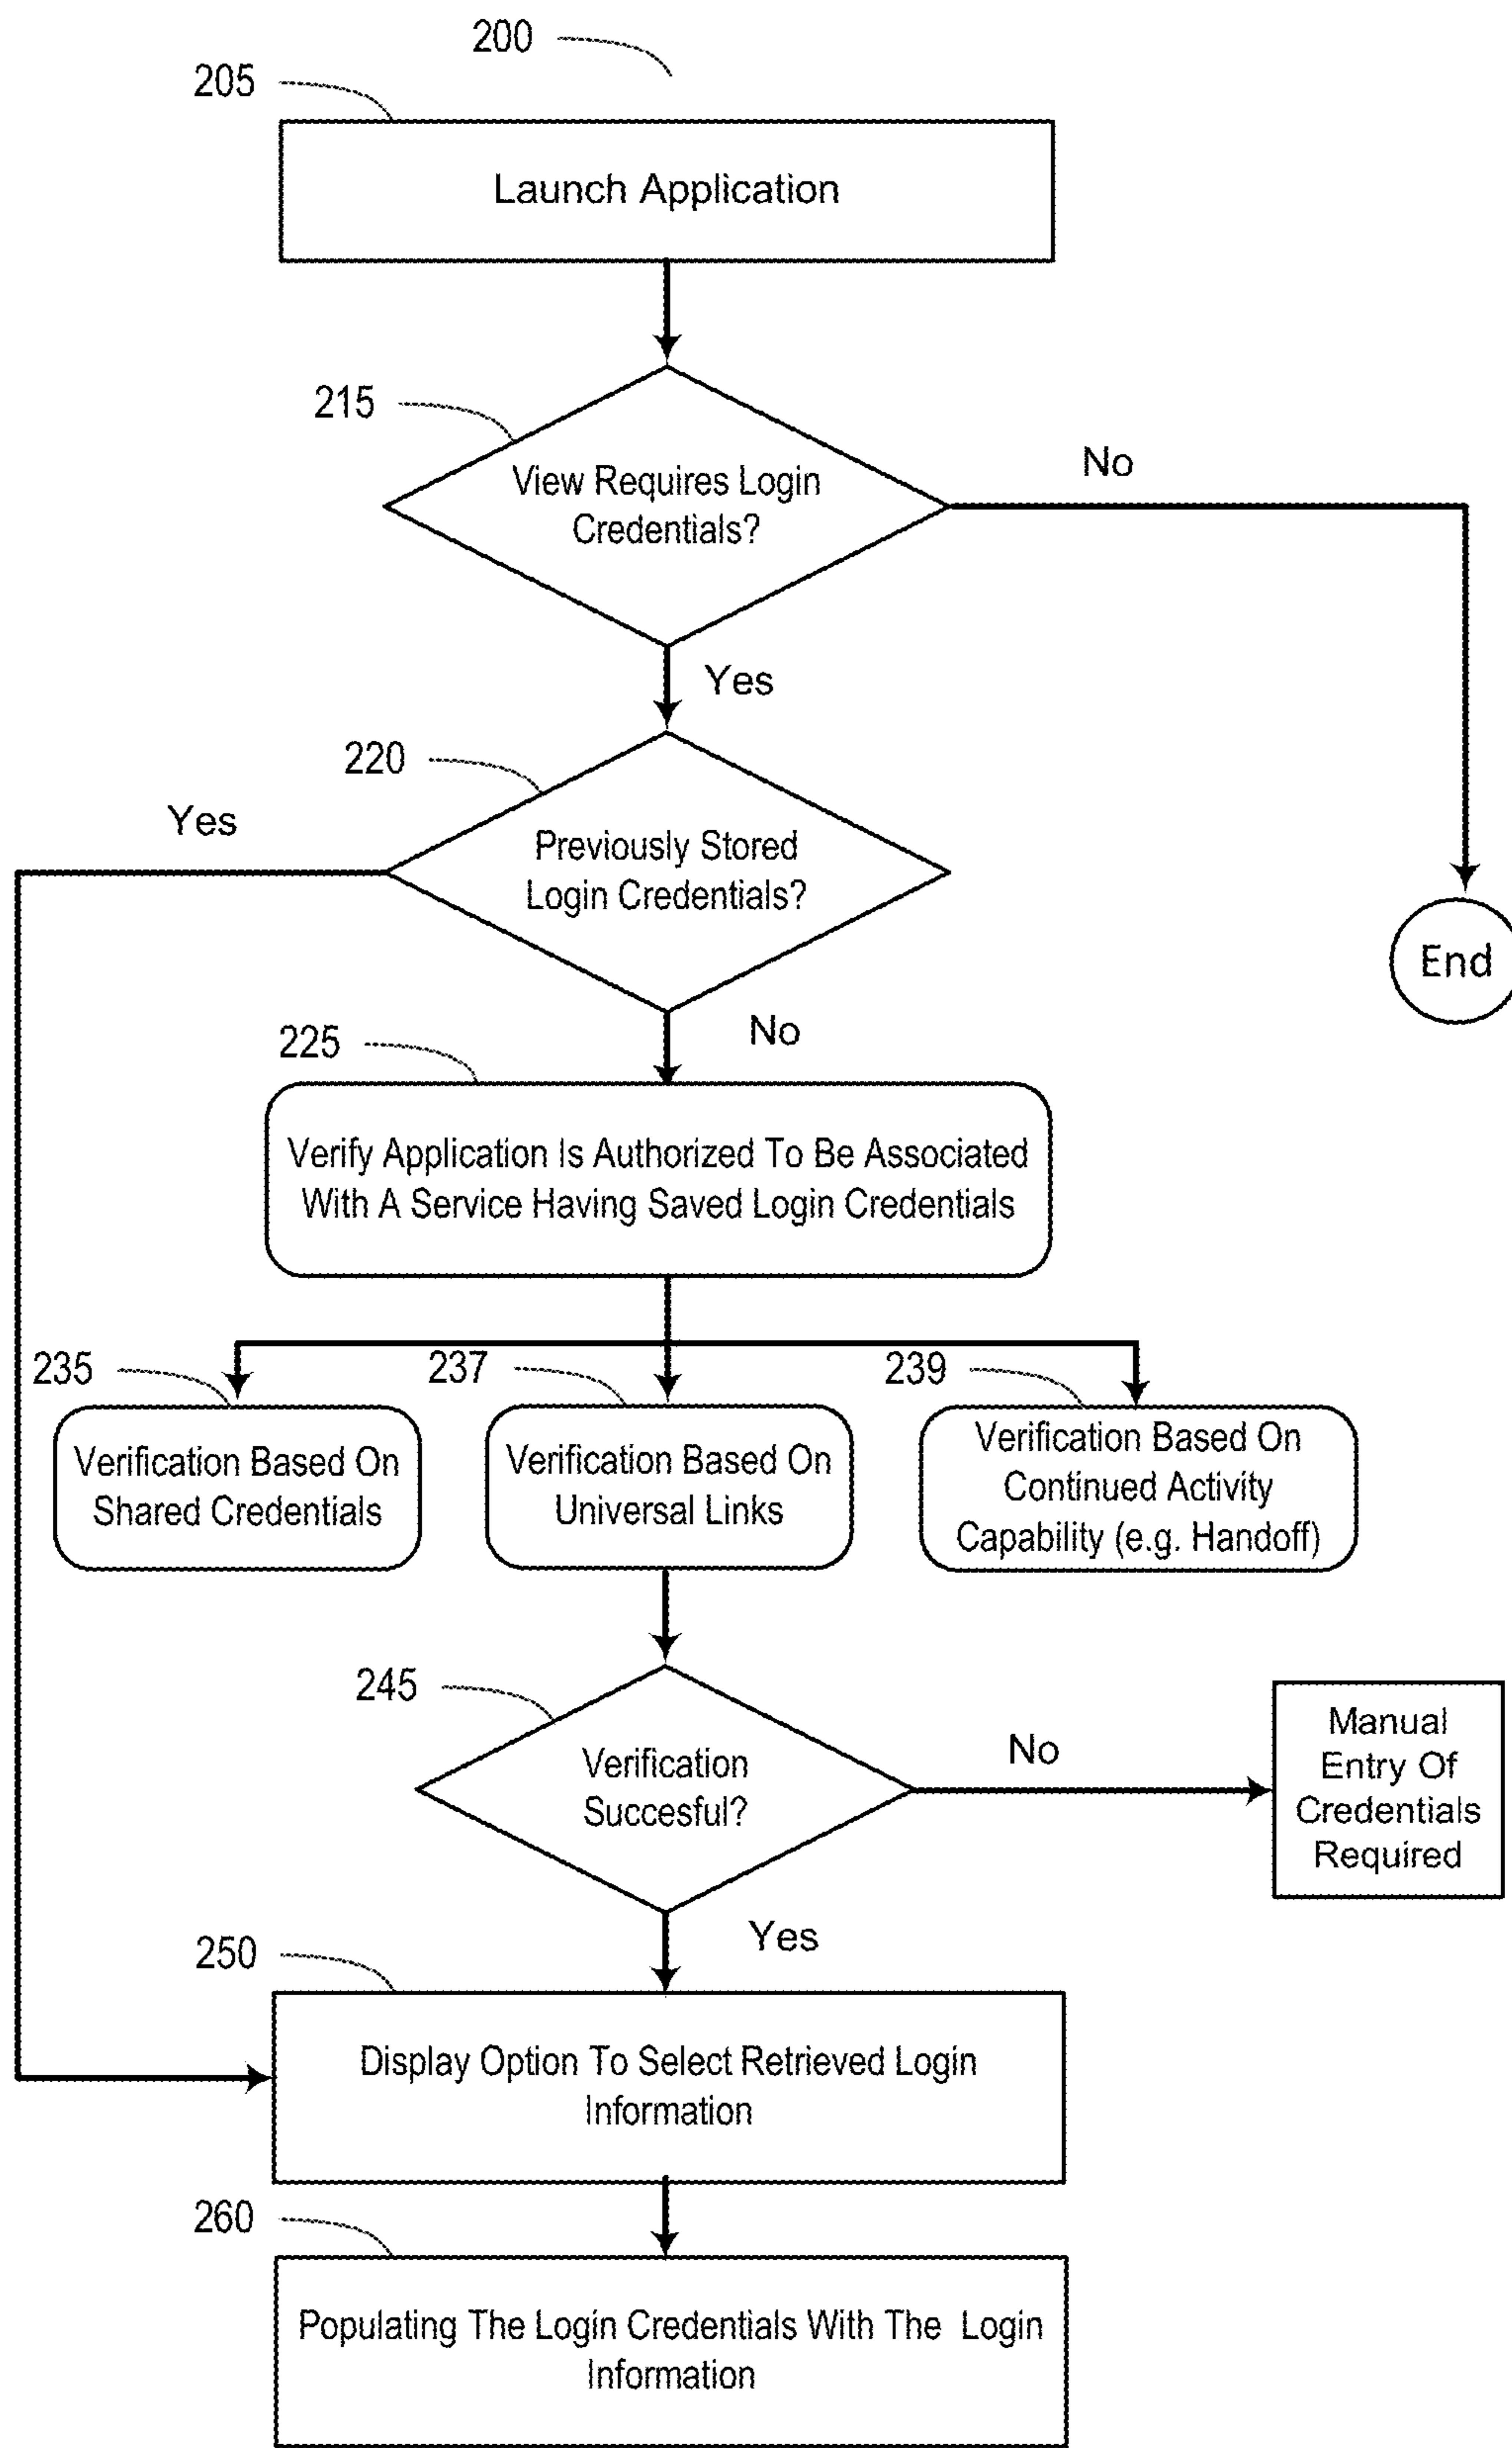 200
205
Launch Application
215
View Requires Login
Credentials?
No
Yes
220
Yes
Previously Stored
Login Credentials?
End
No
225
Verify Application Is Authorized To Be Associated
With A Service Having Saved Login Credentials
235
237
239
Verification Based On
Shared Credentials
Verification Based On
Universal Links
Verification Based On
Continued Activity
Capability (e.g. Handoff)
245
Verification
Succesful?
No
Manual
Entry Of
Credentials
Required
Yes
250
Display Option To Select Retrieved Login
Information
260
Populating The Login Credentials With The Login
Information